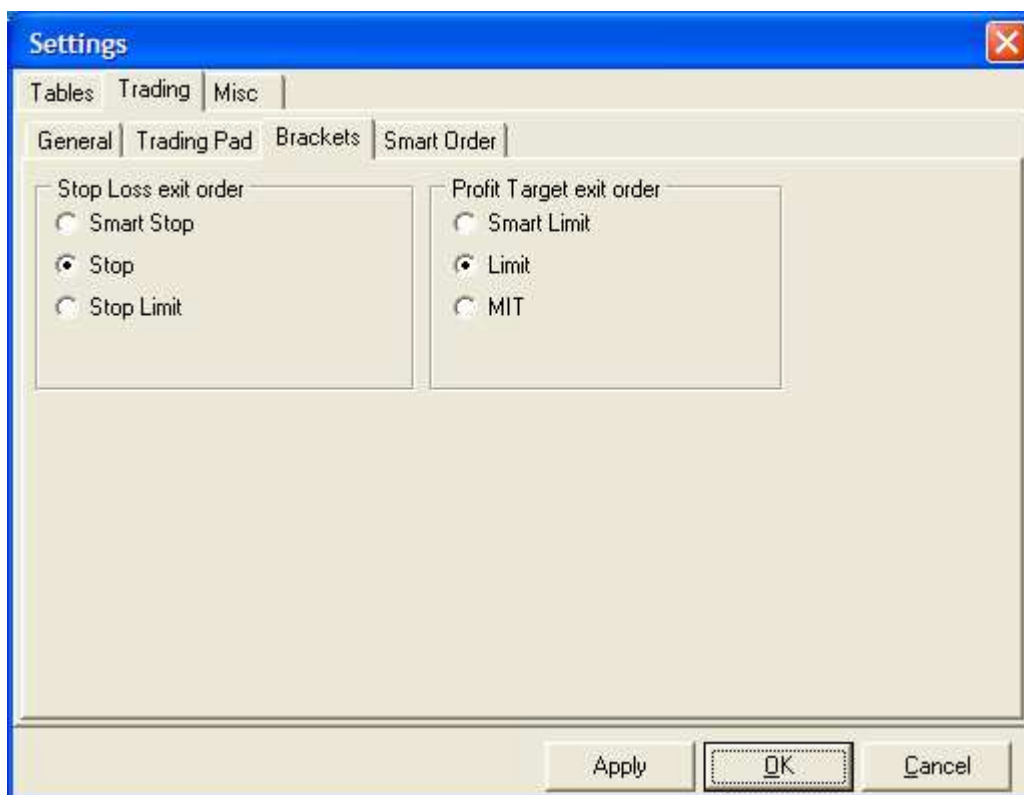 Settings
Tables Trading Misc
General Trading Pad Brackets Smart Order
Stop Loss exit order Profit Target exit order
Smart Stop Smart Limit
Stop Limit
Stop Limit MIT
Apply OK Cancel